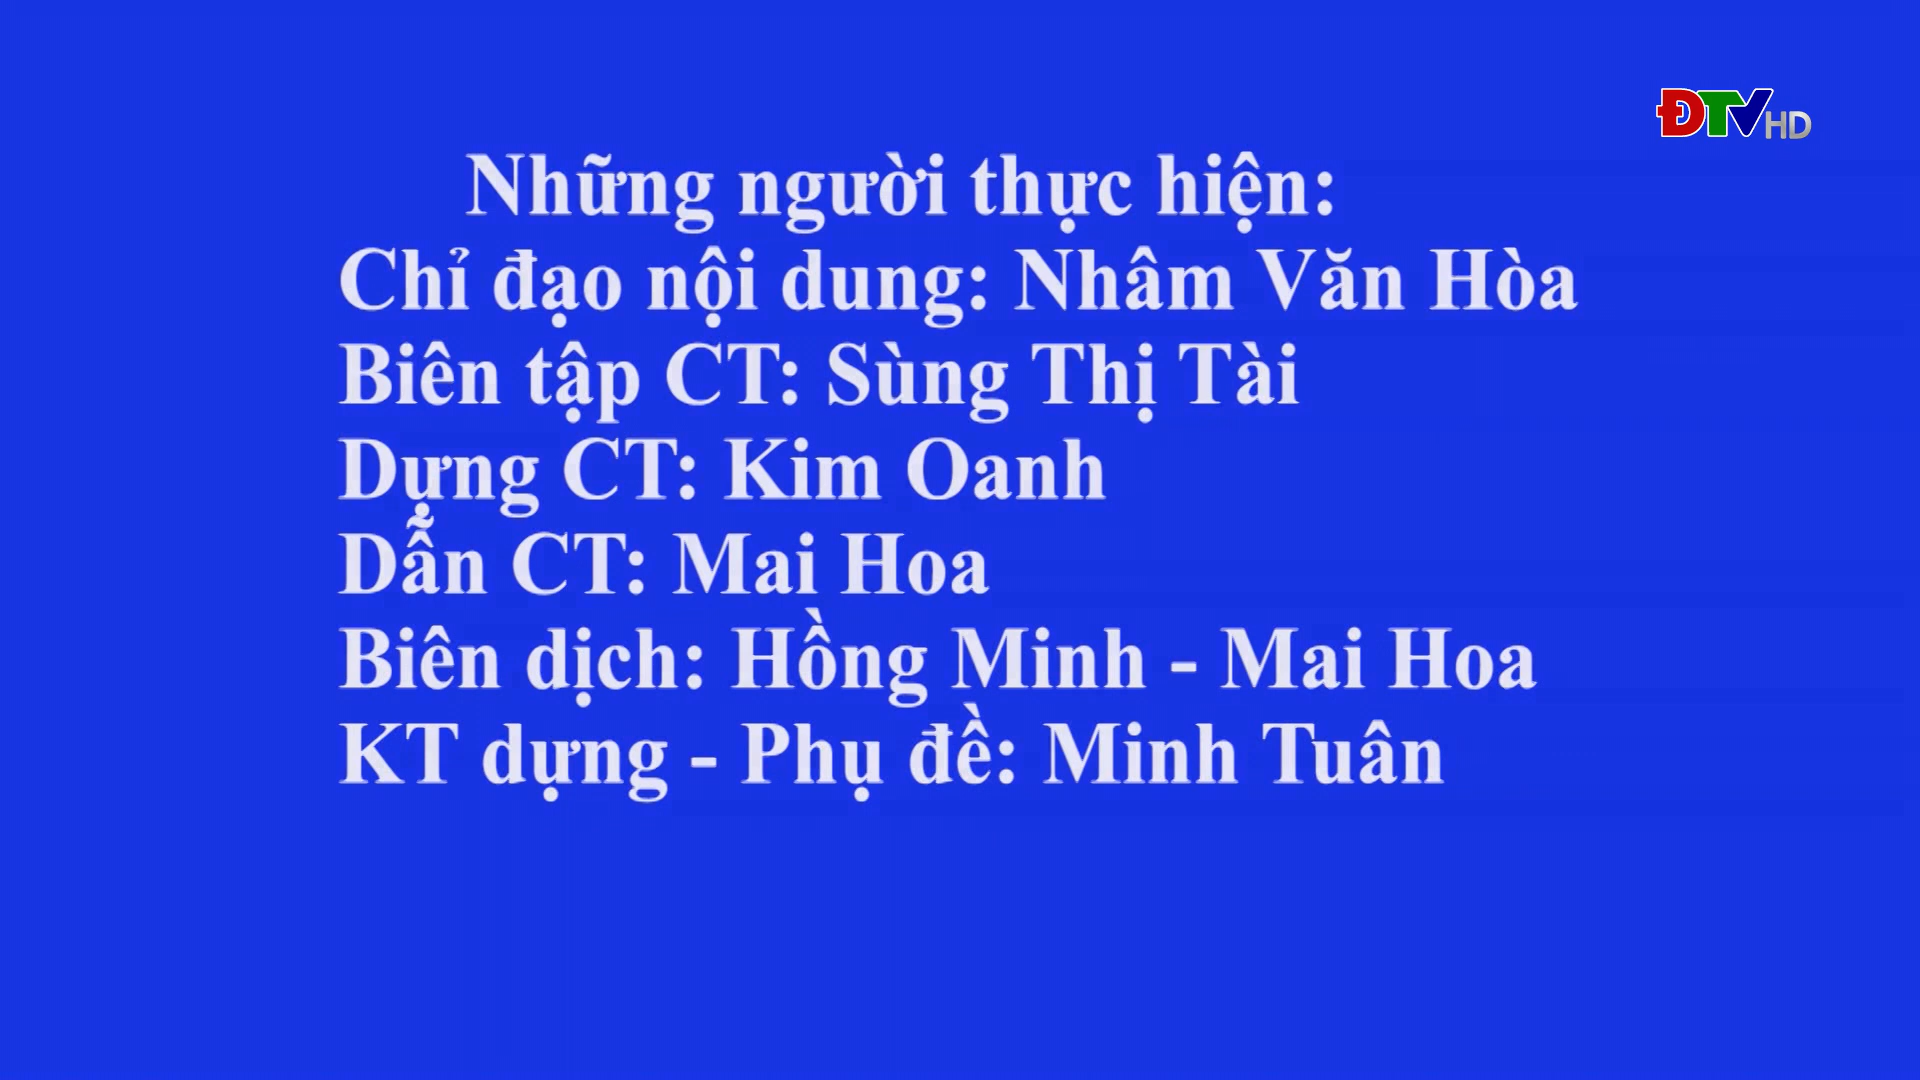 ĐTV HD
Những người thực hiện:
Chỉ đạo nội dung: Nhâm Văn Hòa
Biên tập CT: Sùng Thị Tài
Dựng CT: Kim Oanh
Dẫn CT: Mai Hoa
Biên dịch: Hồng Minh - Mai Hoa
KT dựng - Phụ đề: Minh Tuân